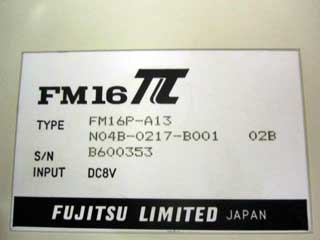 FM16π
TYPE FM16P-A13
N04B-0217-B001 02B
S/N B600353
INPUT DC8V
FUJITSU LIMITED JAPAN